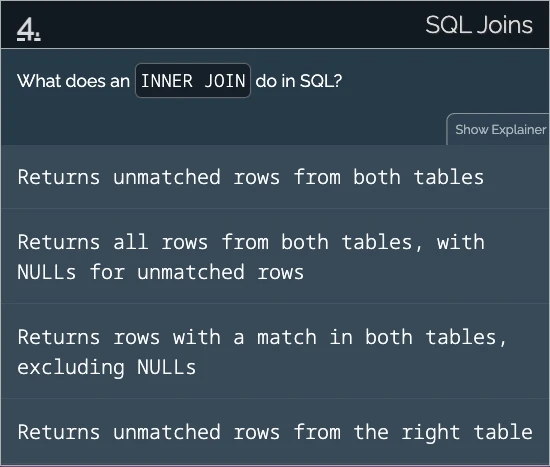 4.
SQL Joins
What does an INNER JOIN do in SQL?
Show Explainer
Returns unmatched rows from both tables
Returns all rows from both tables, with
NULLs for unmatched rows
Returns rows with a match in both tables,
excluding NULLs
Returns unmatched rows from the right table